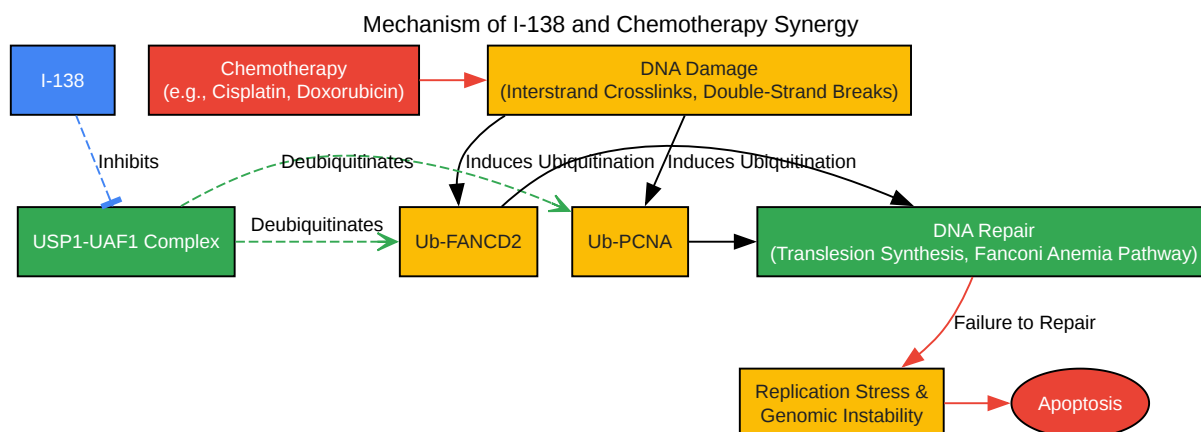 Mechanism of I-138 and Chemotherapy Synergy
I-138
Chemotherapy
(e.g., Cisplatin, Doxorubicin)
DNA Damage
(Interstrand Crosslinks, Double-Strand Breaks)
Inhibits
Deubiquitinates
Induces Ubiquitination
Induces Ubiquitination
USP1-UAF1 Complex
Deubiquitinates
Ub-FANCD2
Ub-PCNA
DNA Repair
(Translesion Synthesis, Fanconi Anemia Pathway)
Failure to Repair
Replication Stress &
Genomic Instability
Apoptosis